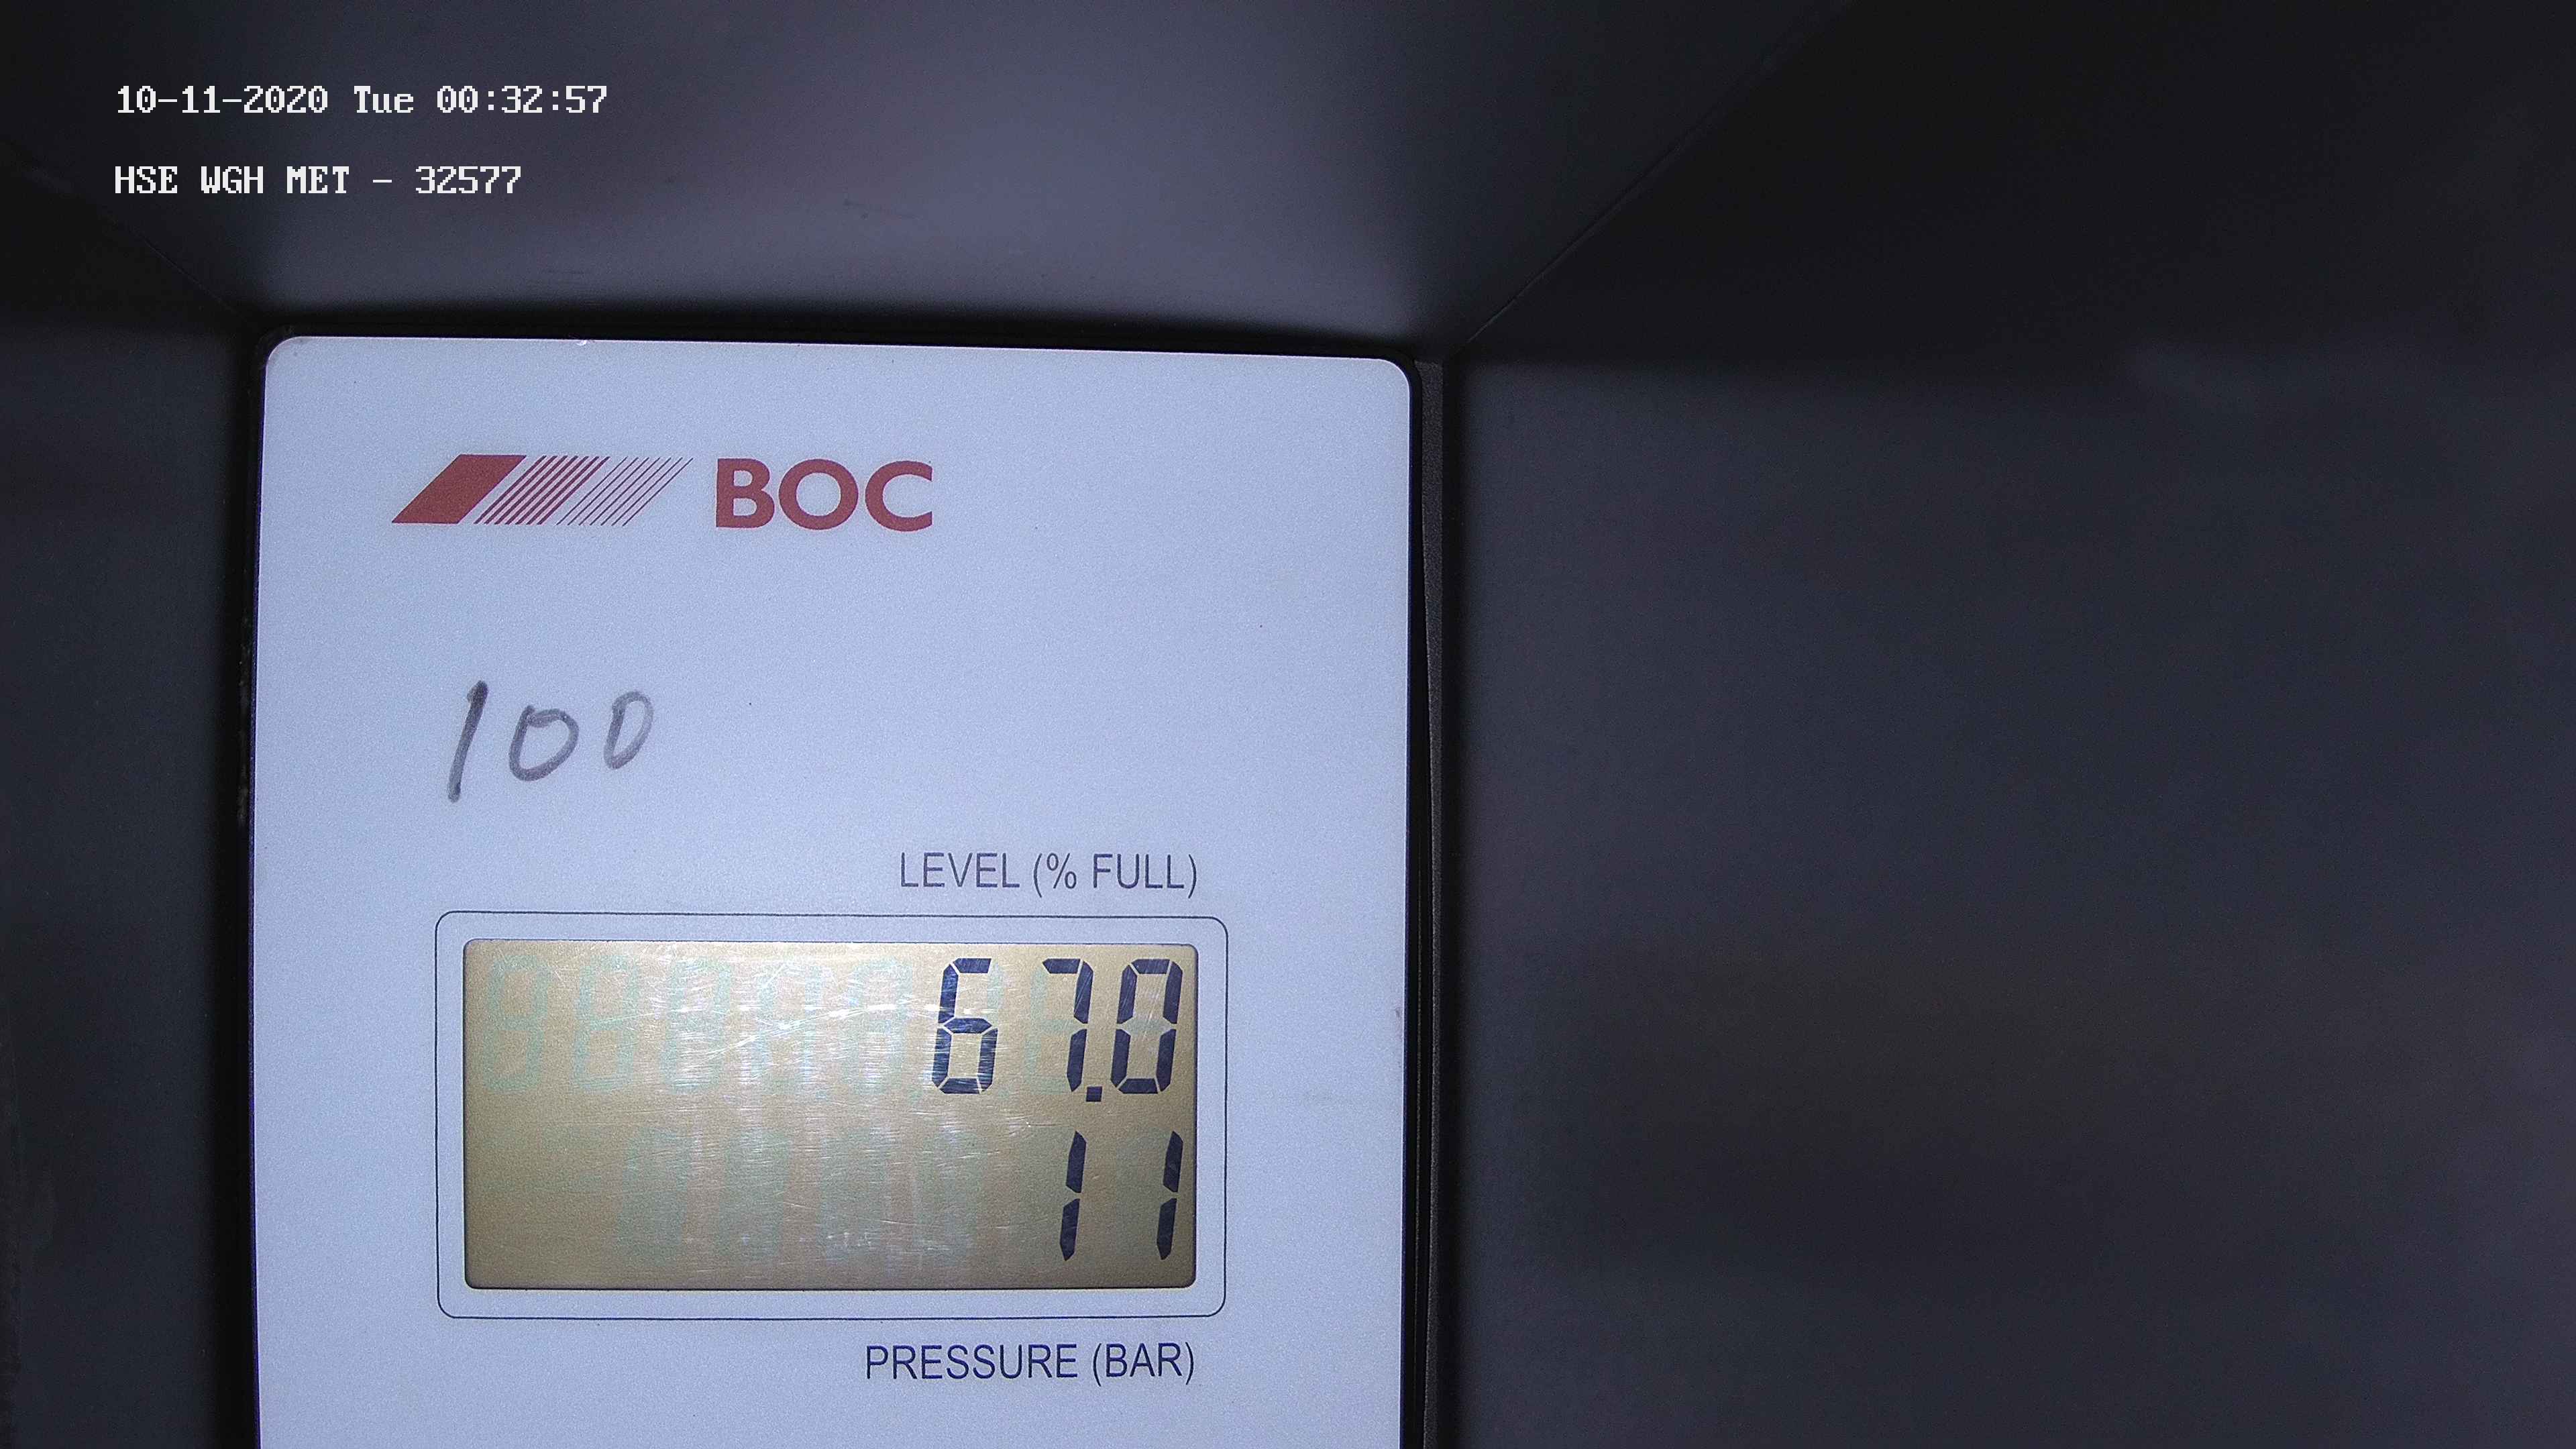 10-11-2020 Tue 00:32:57
HSE WGH MET - 32577
BOC
100
LEVEL (% FULL)
67.0
11
PRESSURE (BAR)